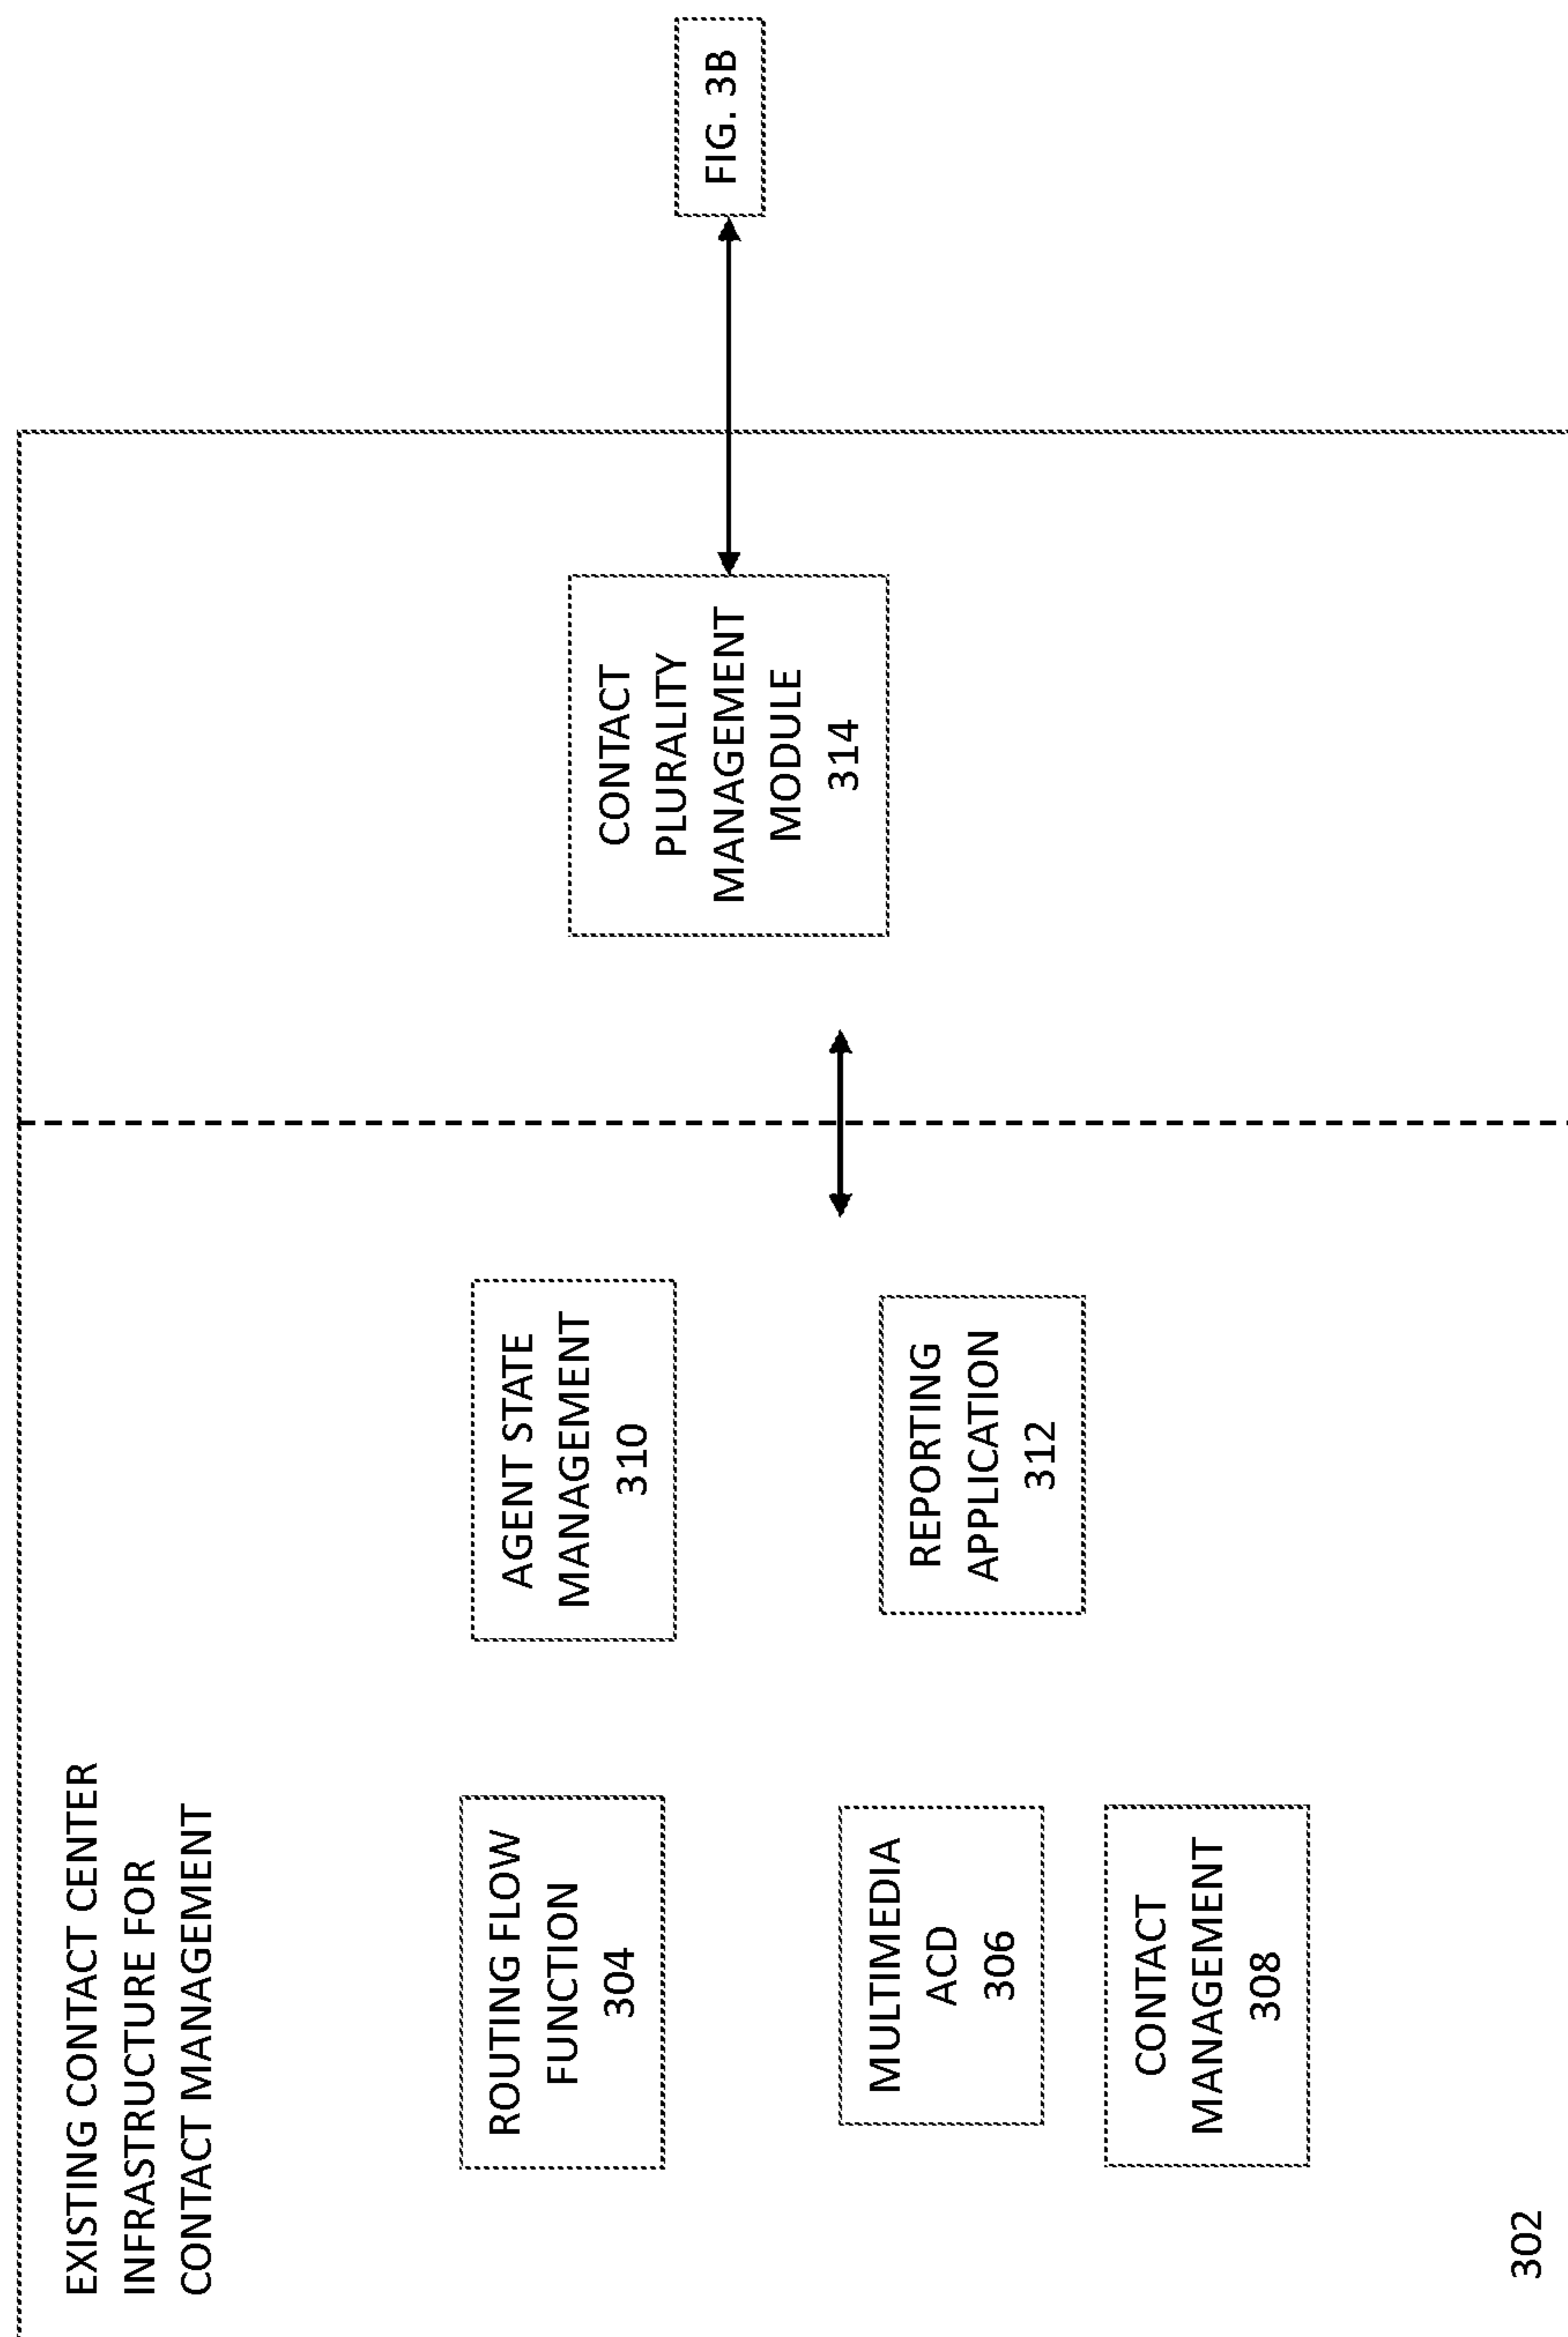 EXISTING CONTACT CENTER
INFRASTRUCTURE FOR
CONTACT MANAGEMENT
ROUTING FLOW
FUNCTION
304
AGENT STATE
MANAGEMENT
310
MULTIMEDIA
ACD
306
REPORTING
APPLICATION
312
CONTACT
MANAGEMENT
308
CONTACT
PLURALITY
MANAGEMENT
MODULE
314
FIG. 3B
302